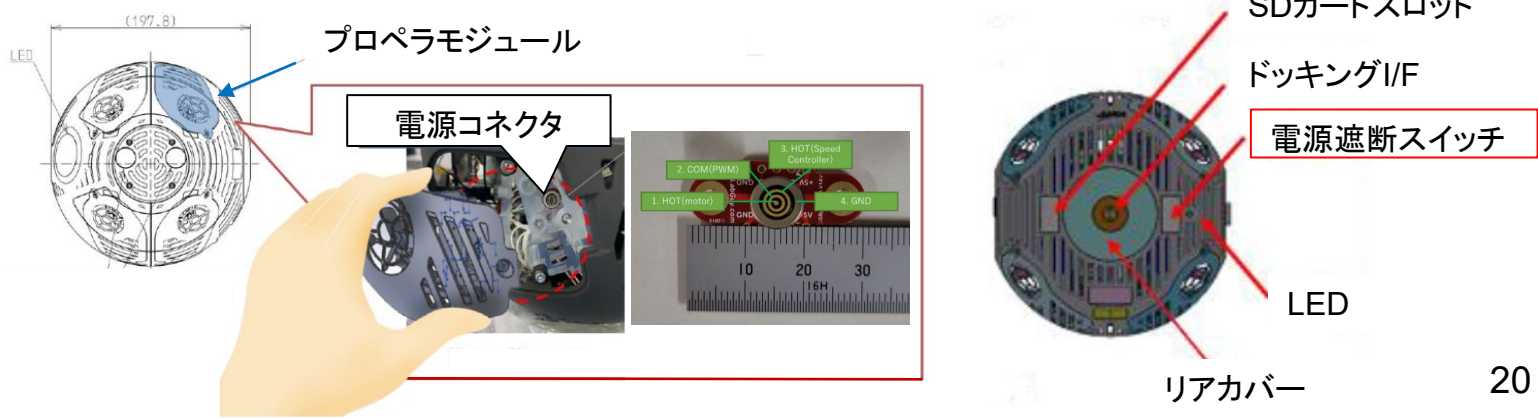 (197.8)
LED
プロペラモジュール
電源コネクタ
3. HOT(Speed
Controller)
2. COM(PWM)
1. HOT(motor)
4. GND
GND
GND
10 20 30
16H
SDカードスロット
ドッキングI/F
電源遮断スイッチ
LED
リアカバー
20